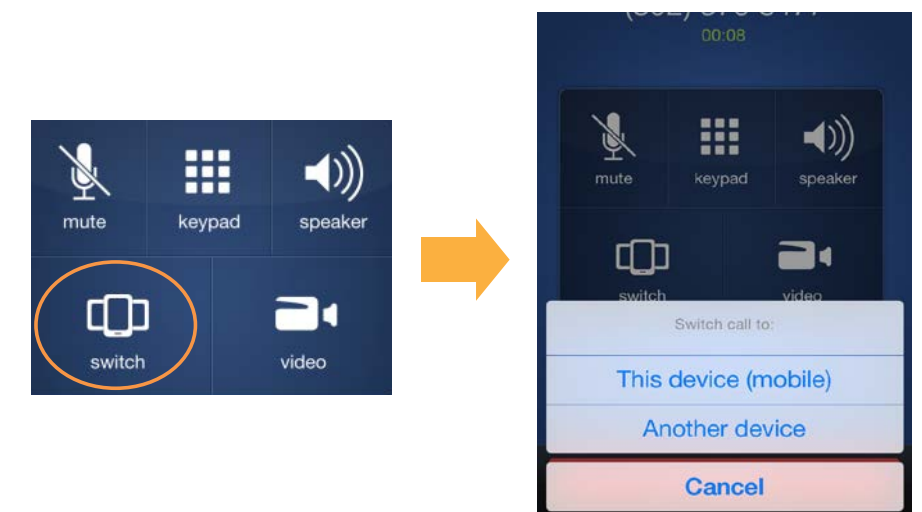 mute keypad speaker
switch video
00:08
mute keypad speaker
switch video
Switch call to:
This device (mobile)
Another device
Cancel